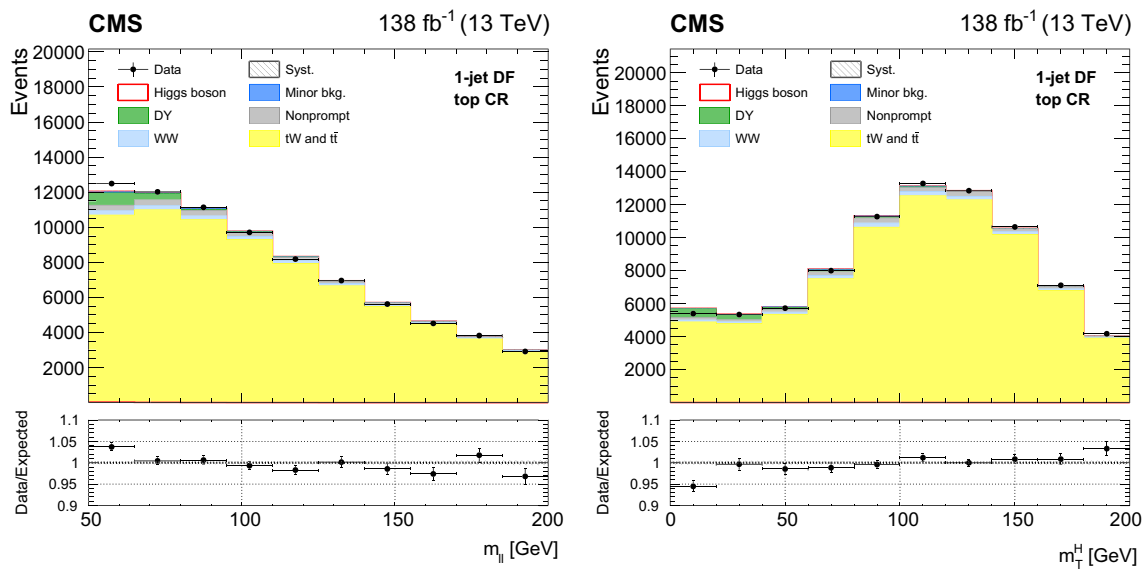 CMS 138 fb⁻¹ (13 TeV)
Events
20000
18000
16000
14000
12000
10000
8000
6000
4000
2000
Data
Syst.
Higgs boson
Minor bkg.
DY
Nonprompt
WW
tW and tt̄
1-jet DF
top CR
Data/Expected
1.1
1.05
1
0.95
0.9
50 100 150 200
m_ll [GeV]
CMS 138 fb⁻¹ (13 TeV)
Events
20000
18000
16000
14000
12000
10000
8000
6000
4000
2000
Data
Syst.
Higgs boson
Minor bkg.
DY
Nonprompt
WW
tW and tt̄
1-jet DF
top CR
Data/Expected
1.1
1.05
1
0.95
0.9
0 50 100 150 200
m_T^H [GeV]